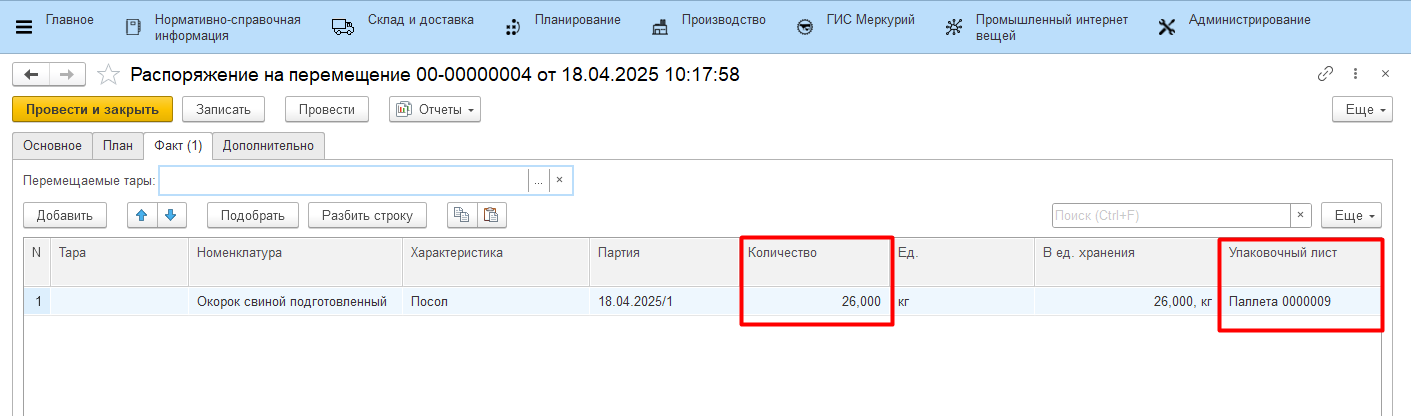 Главное
Нормативно-справочная
информация
Склад и доставка
Планирование
Производство
ГИС Меркурий
Промышленный интернет
вещей
Администрирование
Распоряжение на перемещение 00-00000004 от 18.04.2025 10:17:58
Провести и закрыть
Записать
Провести
Отчеты
Еще
Основное
План
Факт (1)
Дополнительно
Перемещаемые тары:
...
Добавить
Подобрать
Разбить строку
Поиск (Ctrl+F)
Еще
N Тара Номенклатура Характеристика Партия Количество Ед. В ед. хранения Упаковочный лист
1 Окорок свиной подготовленный Посол 18.04.2025/1 26,000 кг 26,000, кг Паллета 0000009